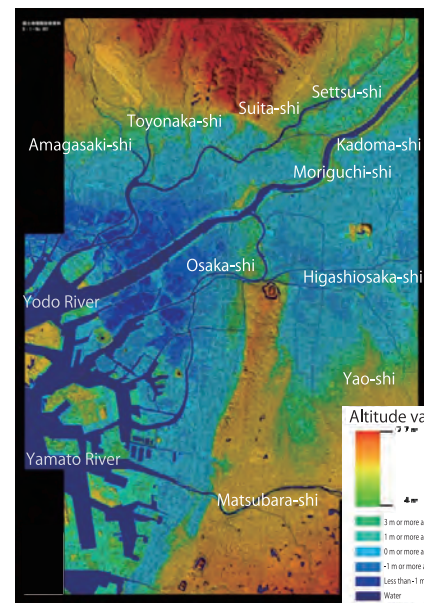 Settsu-shi
Suita-shi
Toyonaka-shi
Amagasaki-shi
Kadoma-shi
Moriguchi-shi
Osaka-shi
Higashiosaka-shi
Yodo River
Yao-shi
Altitude va
3 m or more a
1 m or more a
0 m or more a
-1 m or more a
Less than -1 m
Water
Yamato River
Matsubara-shi